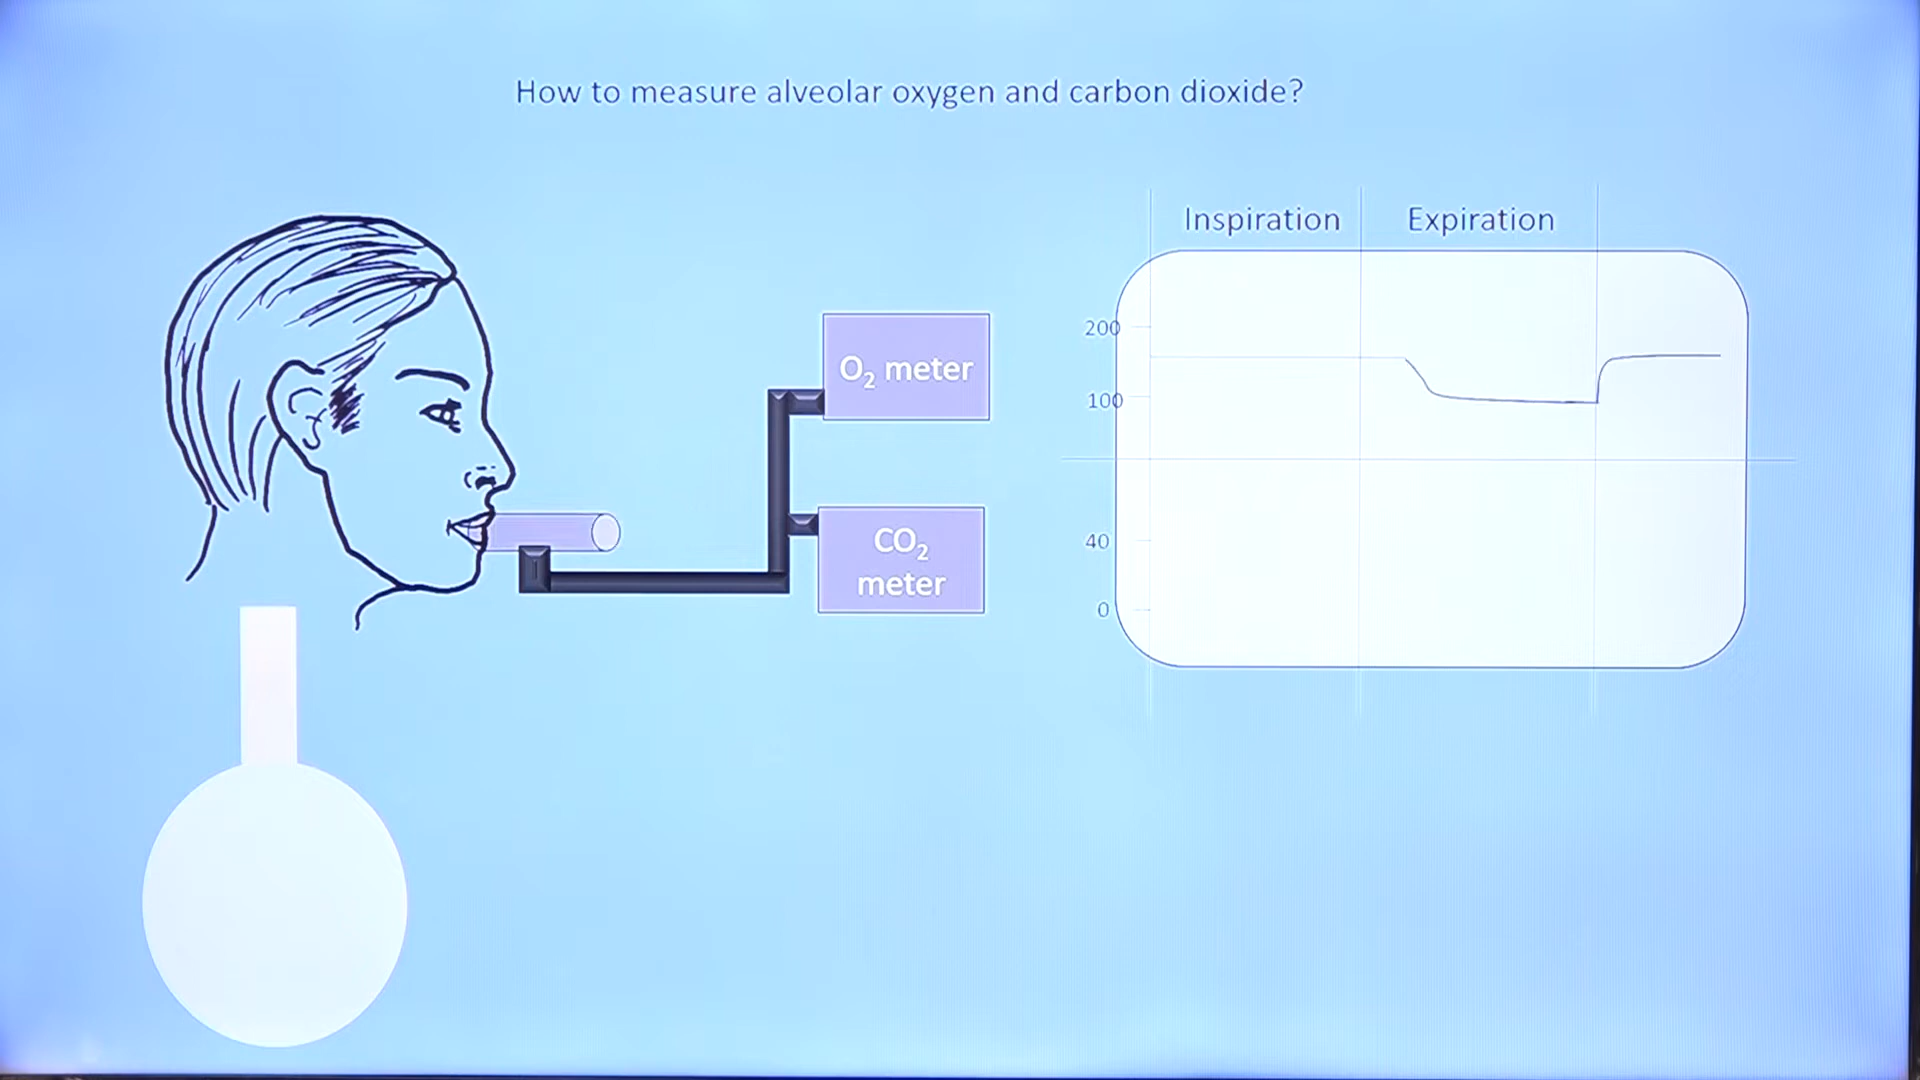 How to measure alveolar oxygen and carbon dioxide?
Inspiration
Expiration
O₂ meter
CO₂
meter
200
100
40
0